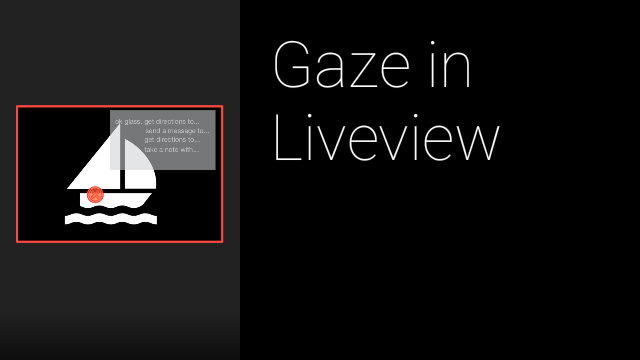 ok glass, get directions to...
send a message to...
get directions to...
take a note with...
Gaze in
Liveview